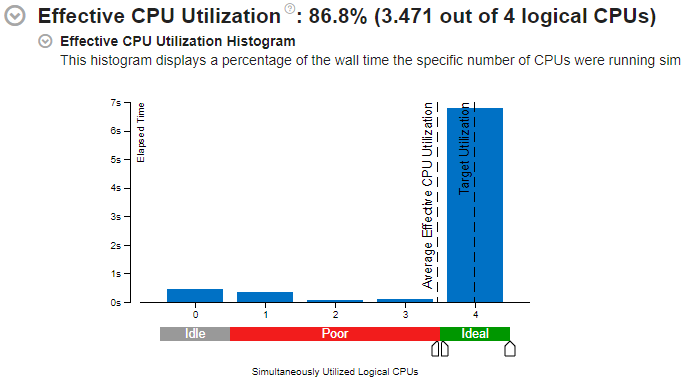 Effective CPU Utilization ?: 86.8% (3.471 out of 4 logical CPUs)
Effective CPU Utilization Histogram
This histogram displays a percentage of the wall time the specific number of CPUs were running sim
7s
6s
5s
4s
3s
2s
1s
0s
Elapsed Time
Average Effective CPU Utilization
Target Utilization
0 1 2 3 4
Idle Poor Ideal
Simultaneously Utilized Logical CPUs